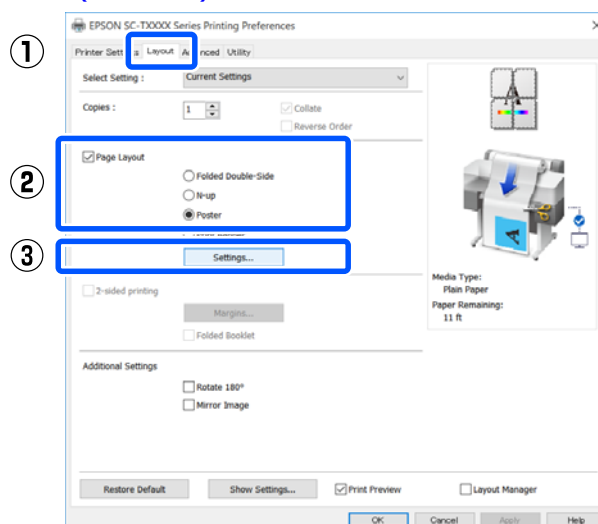 EPSON SC-TXXXX Series Printing Preferences
① Layout
Utility
Select Setting : Current Settings
Copies : 1 Collate
Reverse Order
② Page Layout
Folded Double-Side
N-up
Poster
③ Settings...
Media Type:
Plain Paper
2-sided printing
Paper Remaining:
Margins...
11 ft
Folded Booklet
Additional Settings
Rotate 180°
Mirror Image
Restore Default Show Settings... Print Preview Layout Manager
OK Cancel Apply Help